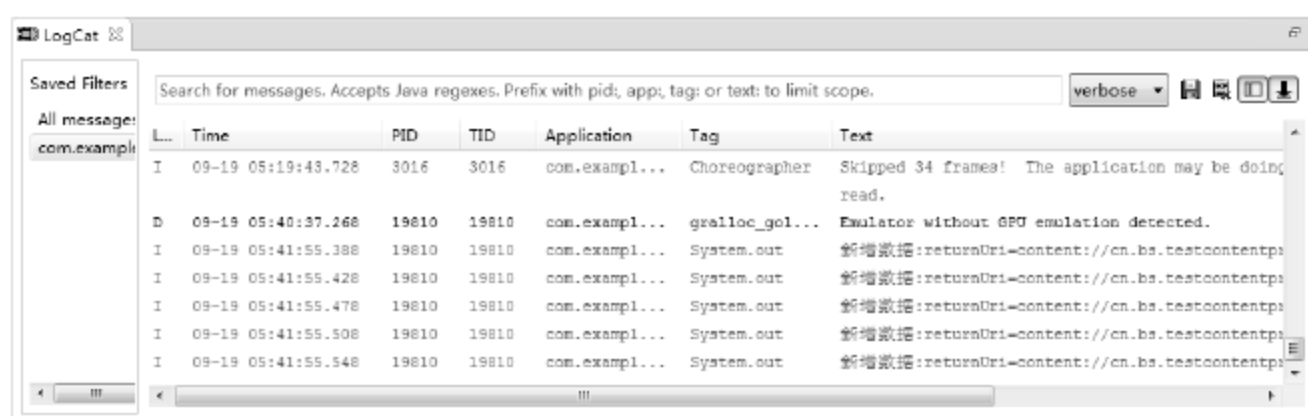 LogCat
Saved Filters
Search for messages. Accepts Java regexes. Prefix with pid:, app:, tag: or text: to limit scope.
verbose
All message:
com.example
L... Time PID TID Application Tag Text
I 09-19 05:19:43.728 3016 3016 com.exampl... Choreographer Skipped 34 frames! The application may be doing
read.
D 09-19 05:40:37.268 19810 19810 com.exampl... gralloc_gol... Emulator without GPU emulation detected.
I 09-19 05:41:55.388 19810 19810 com.exampl... System.out 新增数据:returnUri=content://cn.bs.testcontentp
I 09-19 05:41:55.428 19810 19810 com.exampl... System.out 新增数据:returnUri=content://cn.bs.testcontentp
I 09-19 05:41:55.478 19810 19810 com.exampl... System.out 新增数据:returnUri=content://cn.bs.testcontentp
I 09-19 05:41:55.508 19810 19810 com.exampl... System.out 新增数据:returnUri=content://cn.bs.testcontentp
I 09-19 05:41:55.548 19810 19810 com.exampl... System.out 新增数据:returnUri=content://cn.bs.testcontentp